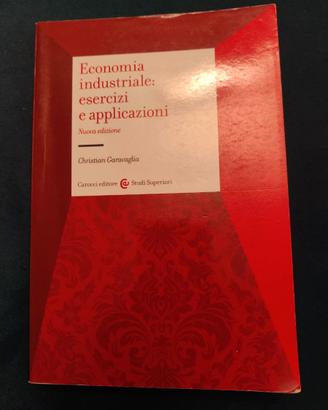 Economia
industriale:
esercizi
e applicazioni
Nuova edizione
Christian Garavaglia
Carocci editore Studi Superiori